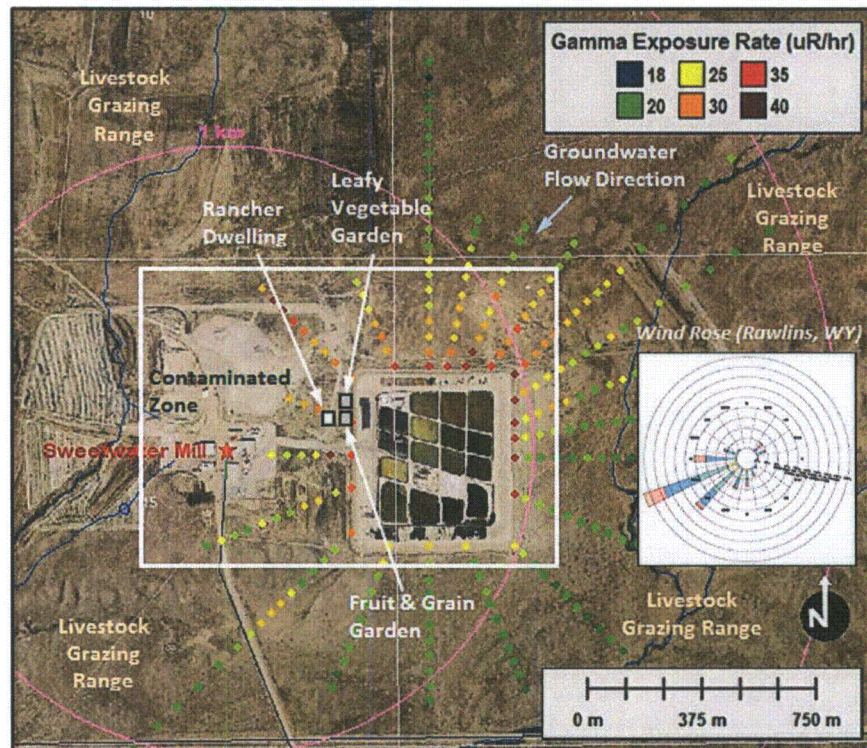 10
Gamma Exposure Rate (uR/hr)
18
25
35
20
30
40
Livestock
Grazing
Range
1 km
Groundwater
Flow Direction
Leafy
Vegetable
Garden
Rancher
Dwelling
Livestock
Grazing
Range
Wind Rose (Rawlins, WY)
Contaminated
Zone
Sweetwater Mill
15
Fruit & Grain
Garden
Livestock
Grazing
Range
Livestock
Grazing Range
N
0 m
375 m
750 m